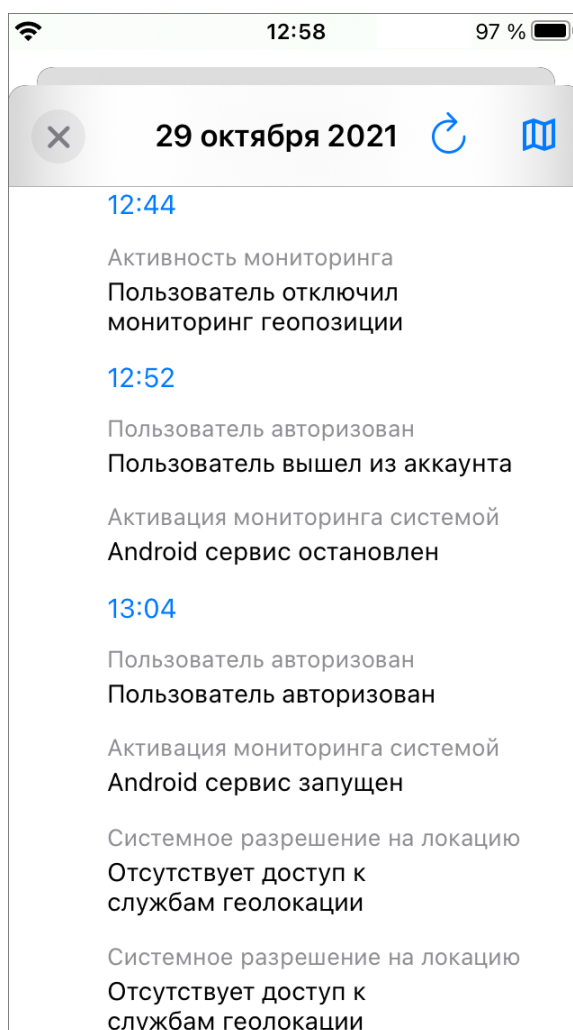 12:58
97 %
29 октября 2021
12:44
Активность мониторинга
Пользователь отключил
мониторинг геопозиции
12:52
Пользователь авторизован
Пользователь вышел из аккаунта
Активация мониторинга системой
Android сервис остановлен
13:04
Пользователь авторизован
Пользователь авторизован
Активация мониторинга системой
Android сервис запущен
Системное разрешение на локацию
Отсутствует доступ к
службам геолокации
Системное разрешение на локацию
Отсутствует доступ к
службам геолокации